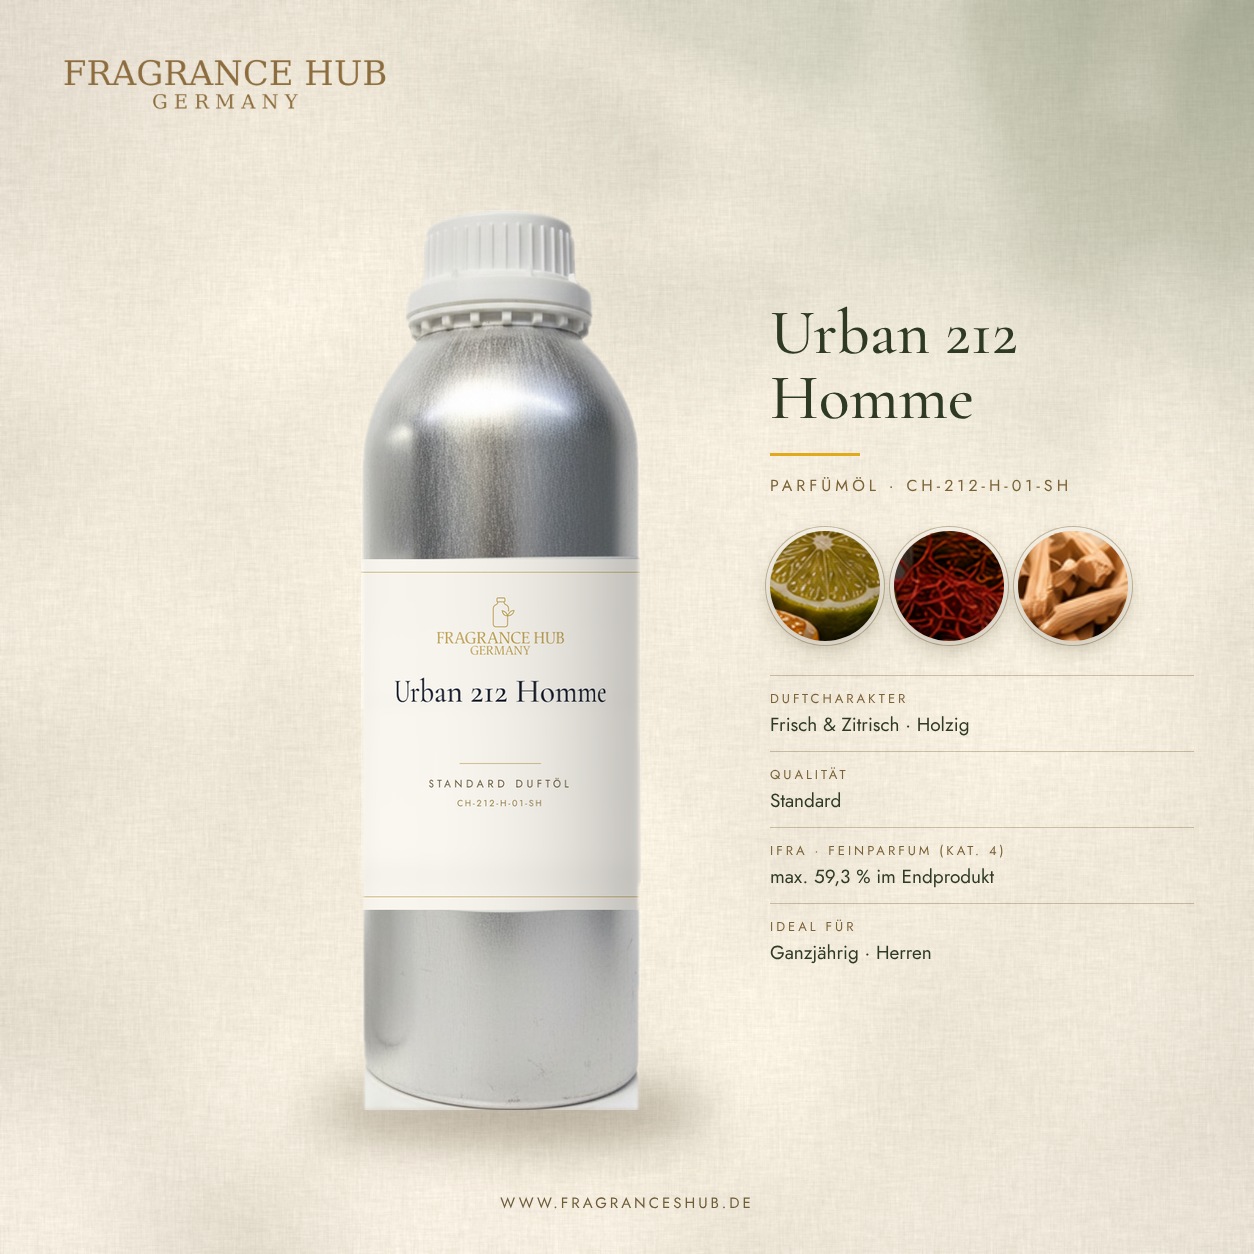 FRAGRANCE HUB
GERMANY
Urban 212
Homme
PARFÜMÖL · CH-212-H-01-SH
FRAGRANCE HUB
GERMANY
Urban 212 Homme
STANDARD DUFTÖL
CH-212-H-01-SH
DUFTCHARAKTER
Frisch & Zitrisch · Holzig
QUALITÄT
Standard
IFRA · FEINPARFUM (KAT. 4)
max. 59,3 % im Endprodukt
IDEAL FÜR
Ganzjährig · Herren
WWW.FRAGRANCESHUB.DE